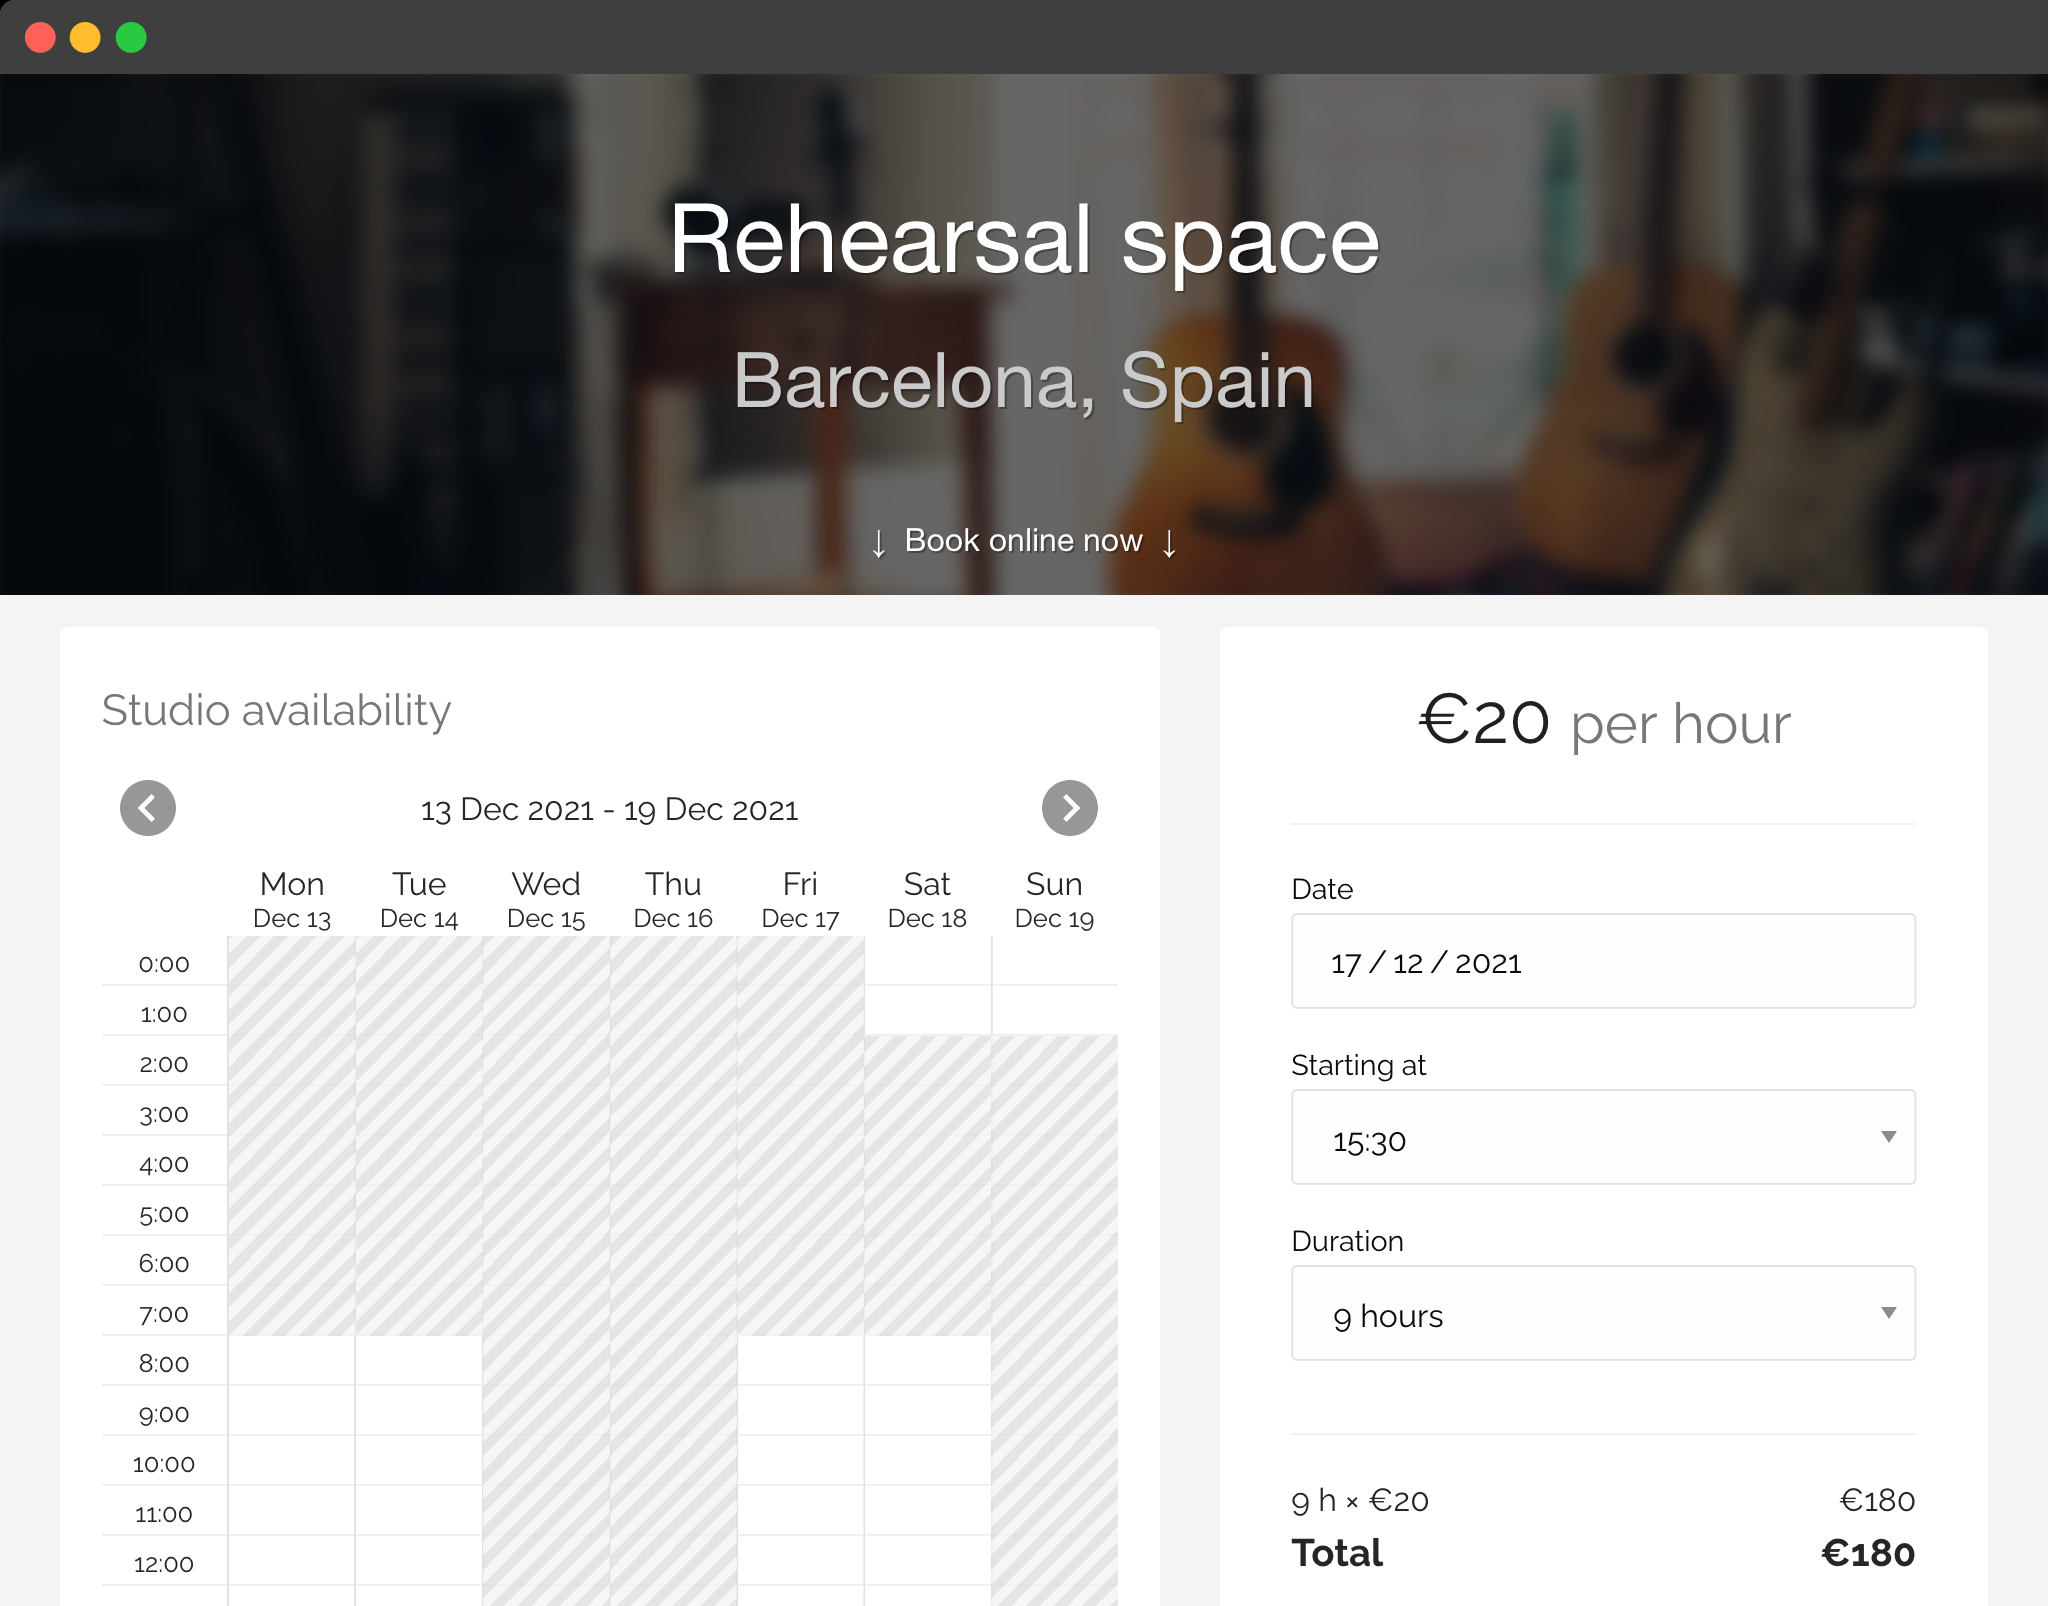 Rehearsal space
Barcelona, Spain
↓ Book online now ↓
Studio availability
13 Dec 2021 - 19 Dec 2021
Mon Tue Wed Thu Fri Sat Sun
Dec 13 Dec 14 Dec 15 Dec 16 Dec 17 Dec 18 Dec 19
0:00
1:00
2:00
3:00
4:00
5:00
6:00
7:00
8:00
9:00
10:00
11:00
12:00
€20 per hour
Date
17 / 12 / 2021
Starting at
15:30
Duration
9 hours
9 h × €20 €180
Total €180